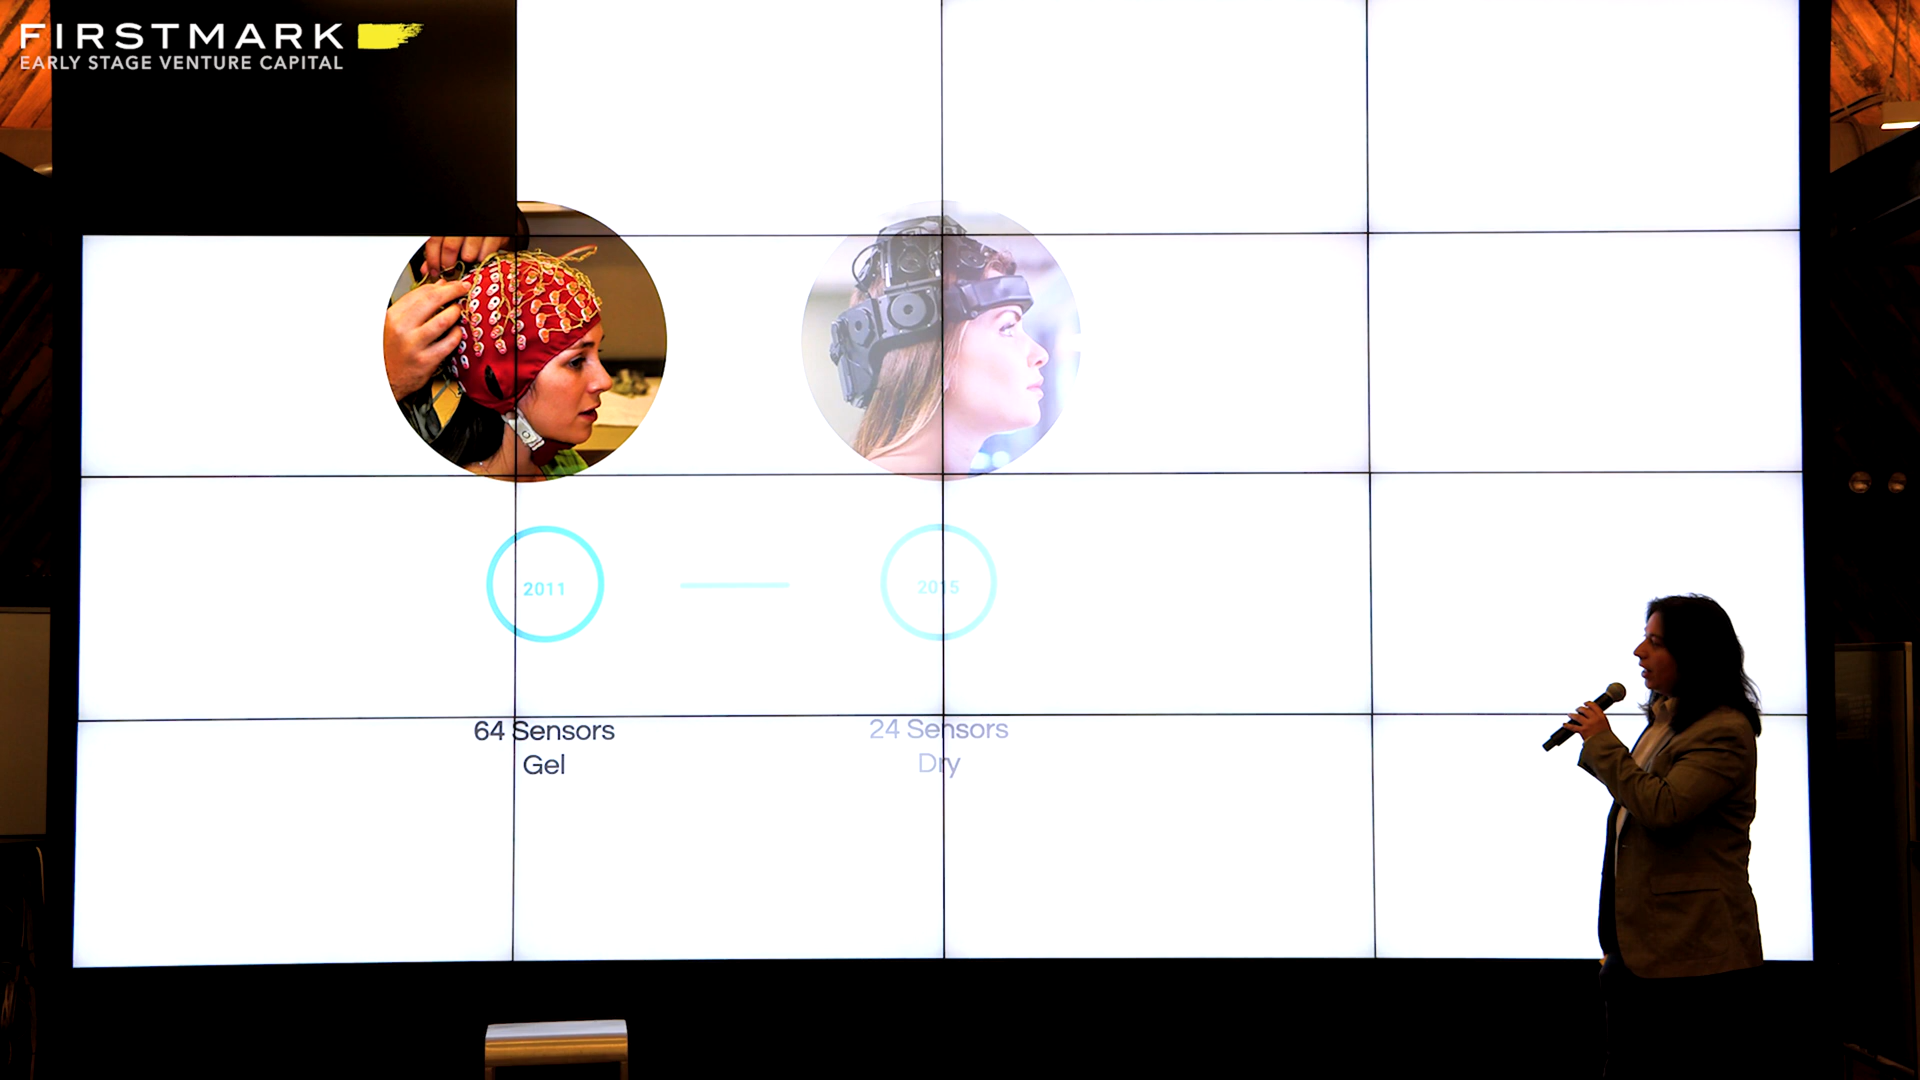 FIRSTMARK
EARLY STAGE VENTURE CAPITAL
2011
2015
64 Sensors
Gel
24 Sensors
Dry